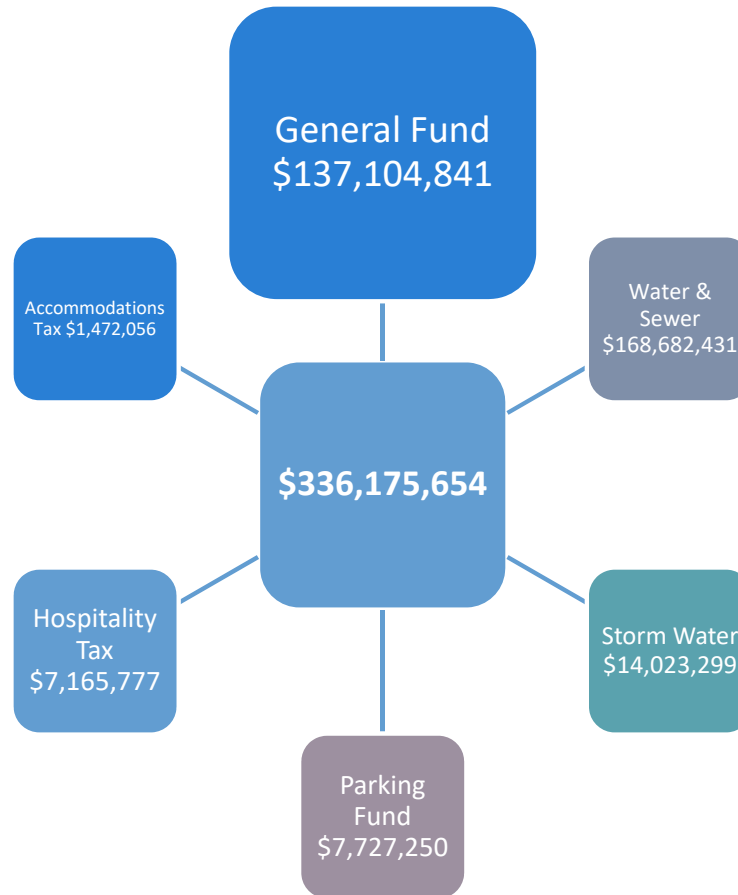 General Fund
$137,104,841
Accommodations
Tax $1,472,056
Water &
Sewer
$168,682,431
$336,175,654
Hospitality
Tax
$7,165,777
Storm Water
$14,023,299
Parking
Fund
$7,727,250